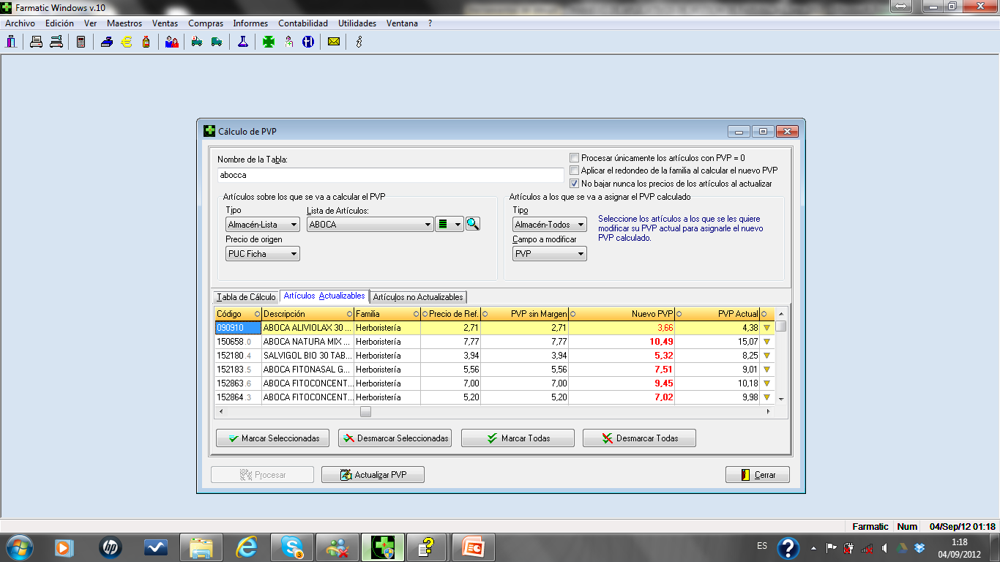 Farmatic Windows v.10
Archivo Edición Ver Maestros Ventas Compras Informes Contabilidad Utilidades Ventana ?
Cálculo de PVP
Nombre de la Tabla:
abocca
Procesar únicamente los artículos con PVP = 0
Aplicar el redondeo de la familia al calcular el nuevo PVP
No bajar nunca los precios de los artículos al actualizar
Artículos sobre los que se va a calcular el PVP
Tipo Lista de Artículos:
Almacén-Lista ABOCA
Precio de origen
PUC Ficha
Artículos a los que se va a asignar el PVP calculado
Tipo
Almacén-Todos
Campo a modificar
PVP
Seleccione los artículos a los que se les quiere
modificar su PVP actual para asignarle el nuevo
PVP calculado.
Tabla de Cálculo Artículos Actualizables Artículos no Actualizables
Código Descripción Familia Precio de Ref. PVP sin Margen Nuevo PVP PVP Actual
090910 ABOCA ALIVIOLAX 30 ... Herboristería 2,71 2,71 3,66 4,38
150658 .0 ABOCA NATURA MIX ... Herboristería 7,77 7,77 10,49 15,07
152180 .4 SALVIGOL BIO 30 TAB... Herboristería 3,94 3,94 5,32 8,25
152183 .5 ABOCA FITONASAL G... Herboristería 5,56 5,56 7,51 9,01
152863 .6 ABOCA FITOCONCENT... Herboristería 7,00 7,00 9,45 10,18
152864 .3 ABOCA FITOCONCENT... Herboristería 5,20 5,20 7,02 9,98
Marcar Seleccionadas Desmarcar Seleccionadas Marcar Todas Desmarcar Todas
Procesar Actualizar PVP Cerrar
Farmatic Num 04/Sep/12 01:18
ES
1:18
04/09/2012